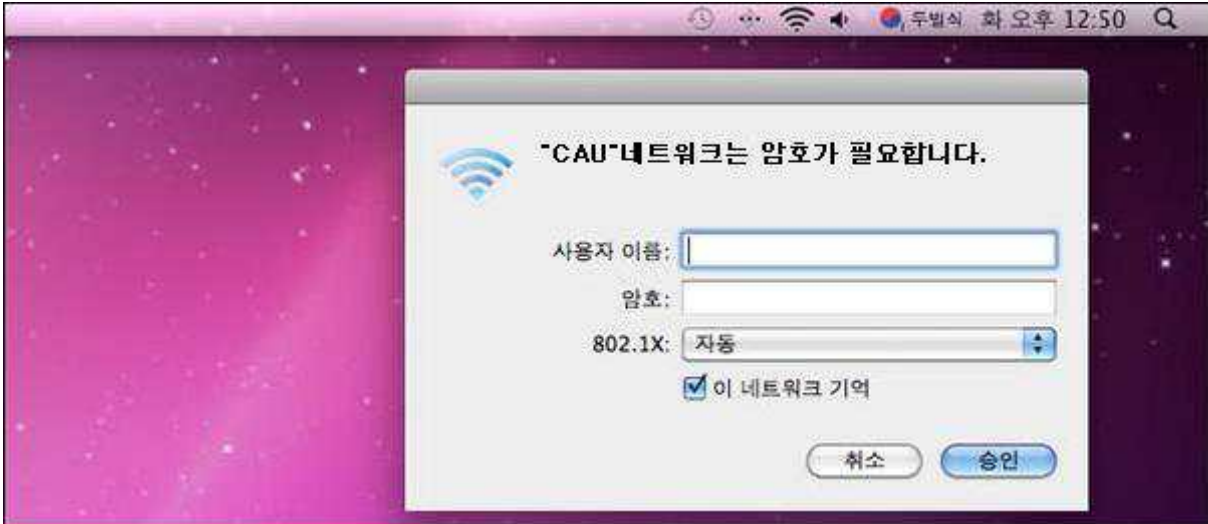 두벌식 화 오후 12:50
"CAU"네트워크는 암호가 필요합니다.
사용자 이름:
암호:
802.1X: 자동
이 네트워크 기억
취소 승인